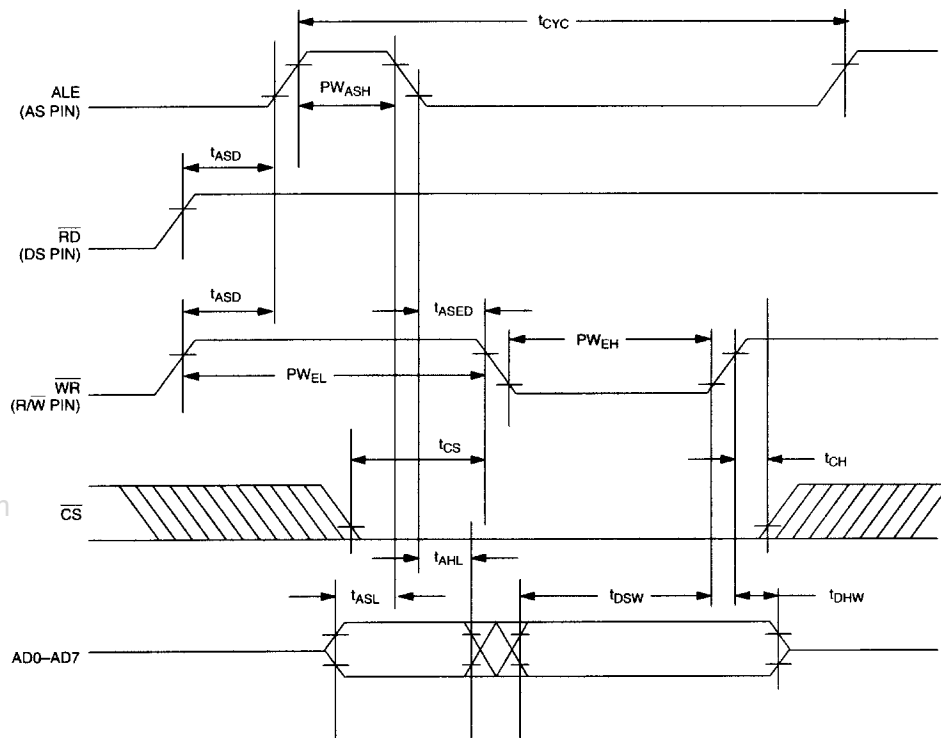 tCYC
ALE
(AS PIN)
PWASH
tASD
RD
(DS PIN)
tASD
tASED
PWEH
PWEL
WR
(R/W PIN)
tCS
tCH
CS
tAHL
tASL
tDSW
tDHW
AD0–AD7